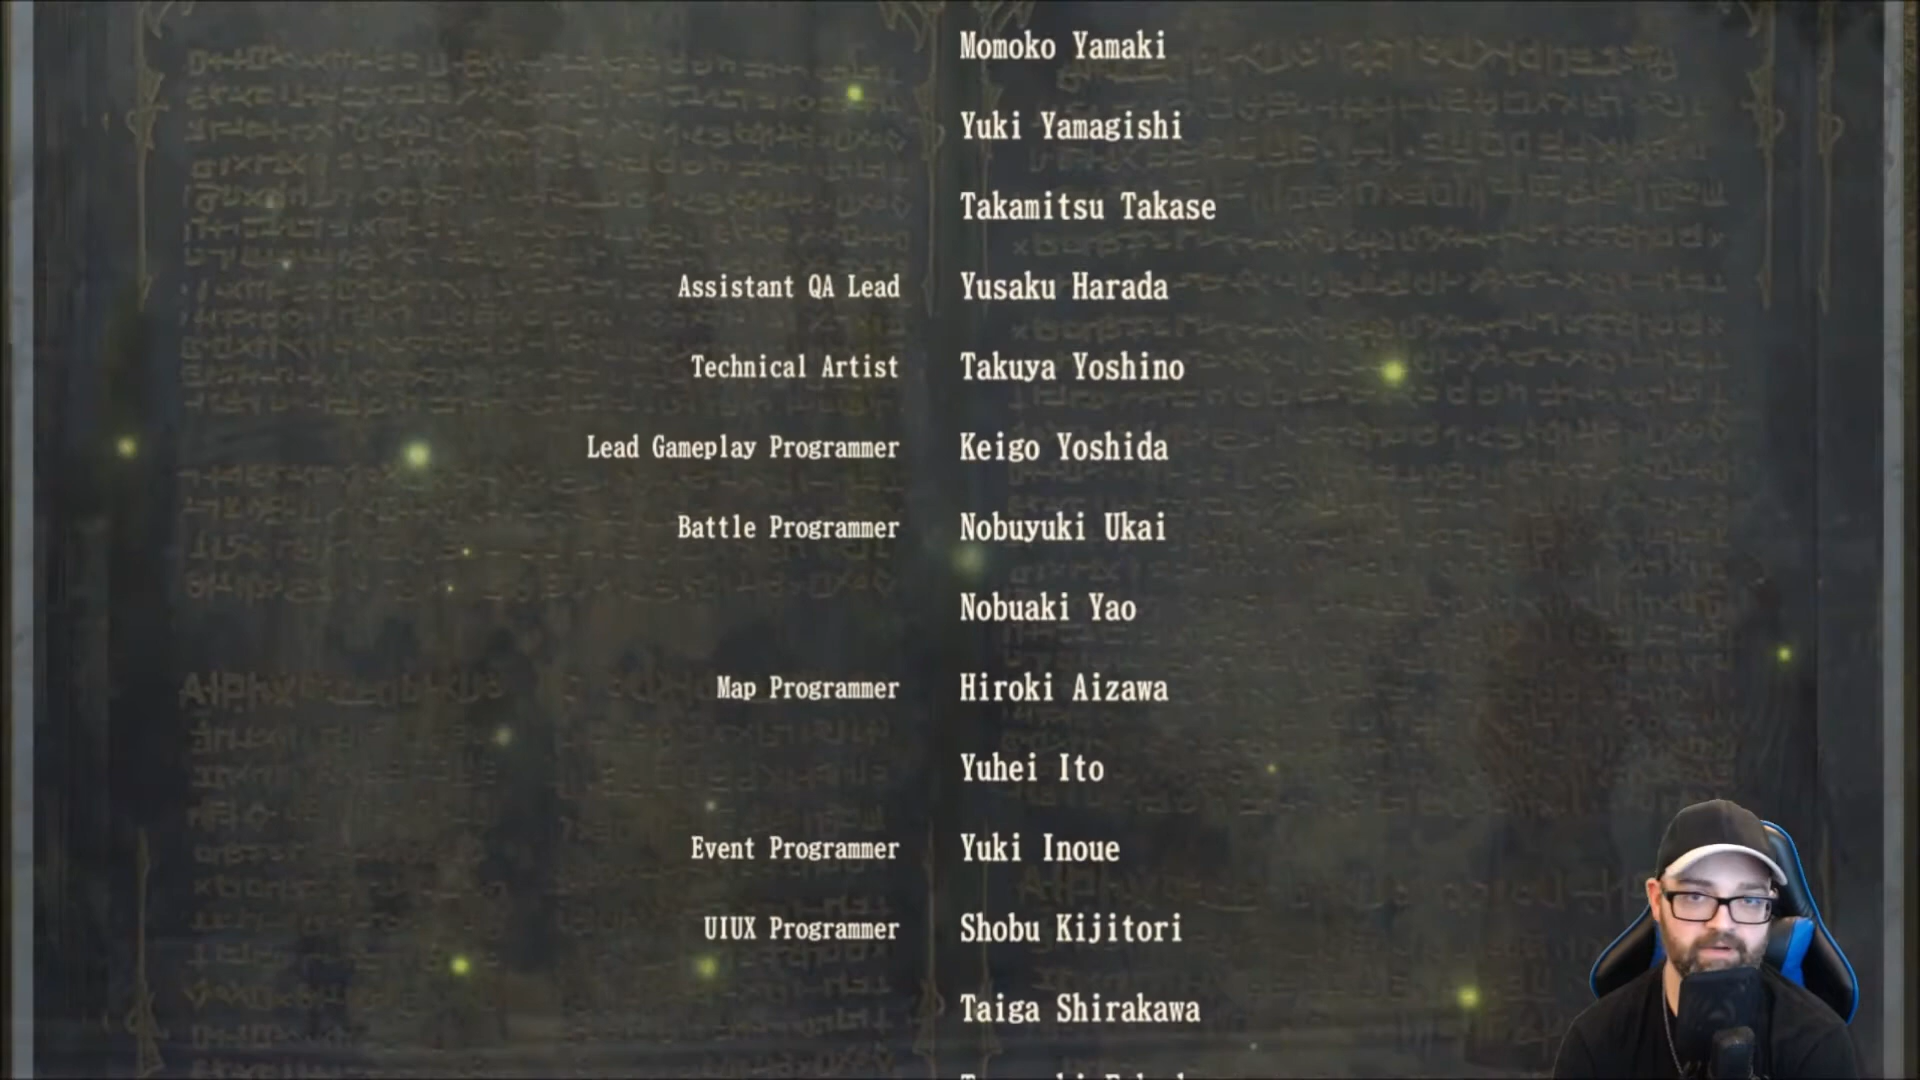 Momoko Yamaki
Yuki Yamagishi
Takamitsu Takase
Assistant QA Lead Yusaku Harada
Technical Artist Takuya Yoshino
Lead Gameplay Programmer Keigo Yoshida
Battle Programmer Nobuyuki Ukai
Nobuaki Yao
Map Programmer Hiroki Aizawa
Yuhei Ito
Event Programmer Yuki Inoue
UIUX Programmer Shobu Kijitori
Taiga Shirakawa